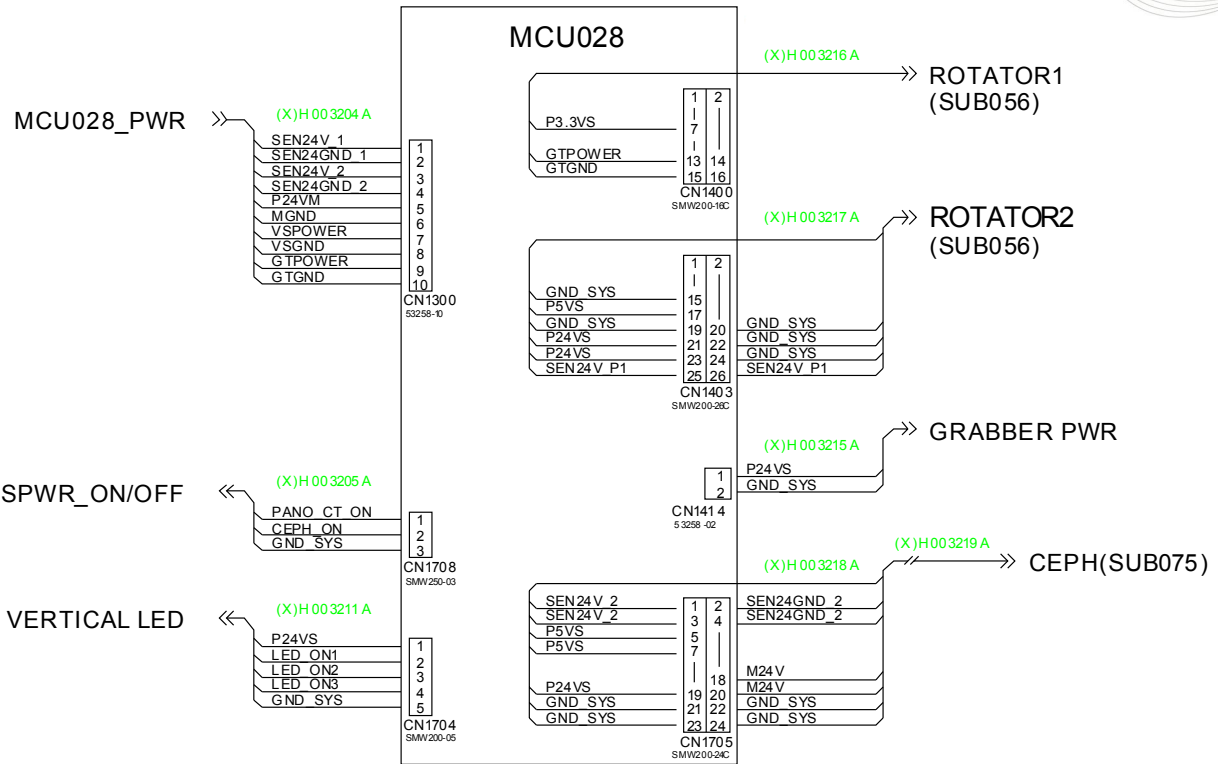 MCU028
MCU028_PWR
(X)H003204A
SEN24V_1
SEN24GND_1
SEN24V_2
SEN24GND_2
P24VM
MGND
VSPOWER
VSGND
GTPOWER
GTGND
1
2
3
4
5
6
7
8
9
10
CN1300
53258-10
SPWR_ON/OFF
(X)H003205A
PANO_CT_ON
CEPH_ON
GND_SYS
1
2
3
CN1708
SMW250-03
VERTICAL LED
(X)H003211A
P24VS
LED_ON1
LED_ON2
LED_ON3
GND_SYS
1
2
3
4
5
CN1704
SMW200-05
(X)H003216A
ROTATOR1
(SUB056)
P3.3VS
GTPOWER
GTGND
1 2
7
13 14
15 16
CN1400
SMW200-16C
(X)H003217A
ROTATOR2
(SUB056)
GND_SYS
P5VS
GND_SYS
P24VS
P24VS
SEN24V_P1
1 2
15
17
19 20
21 22
23 24
25 26
GND_SYS
GND_SYS
GND_SYS
SEN24V_P1
CN1403
SMW200-26C
(X)H003215A
GRABBER PWR
1
2
P24VS
GND_SYS
CN1414
53258-02
(X)H003218A
(X)H003219A
CEPH(SUB075)
SEN24V_2
SEN24V_2
P5VS
P5VS
P24VS
GND_SYS
GND_SYS
1 2
3 4
5
7
18
19 20
21 22
23 24
SEN24GND_2
SEN24GND_2
M24V
M24V
GND_SYS
GND_SYS
CN1705
SMW200-24C